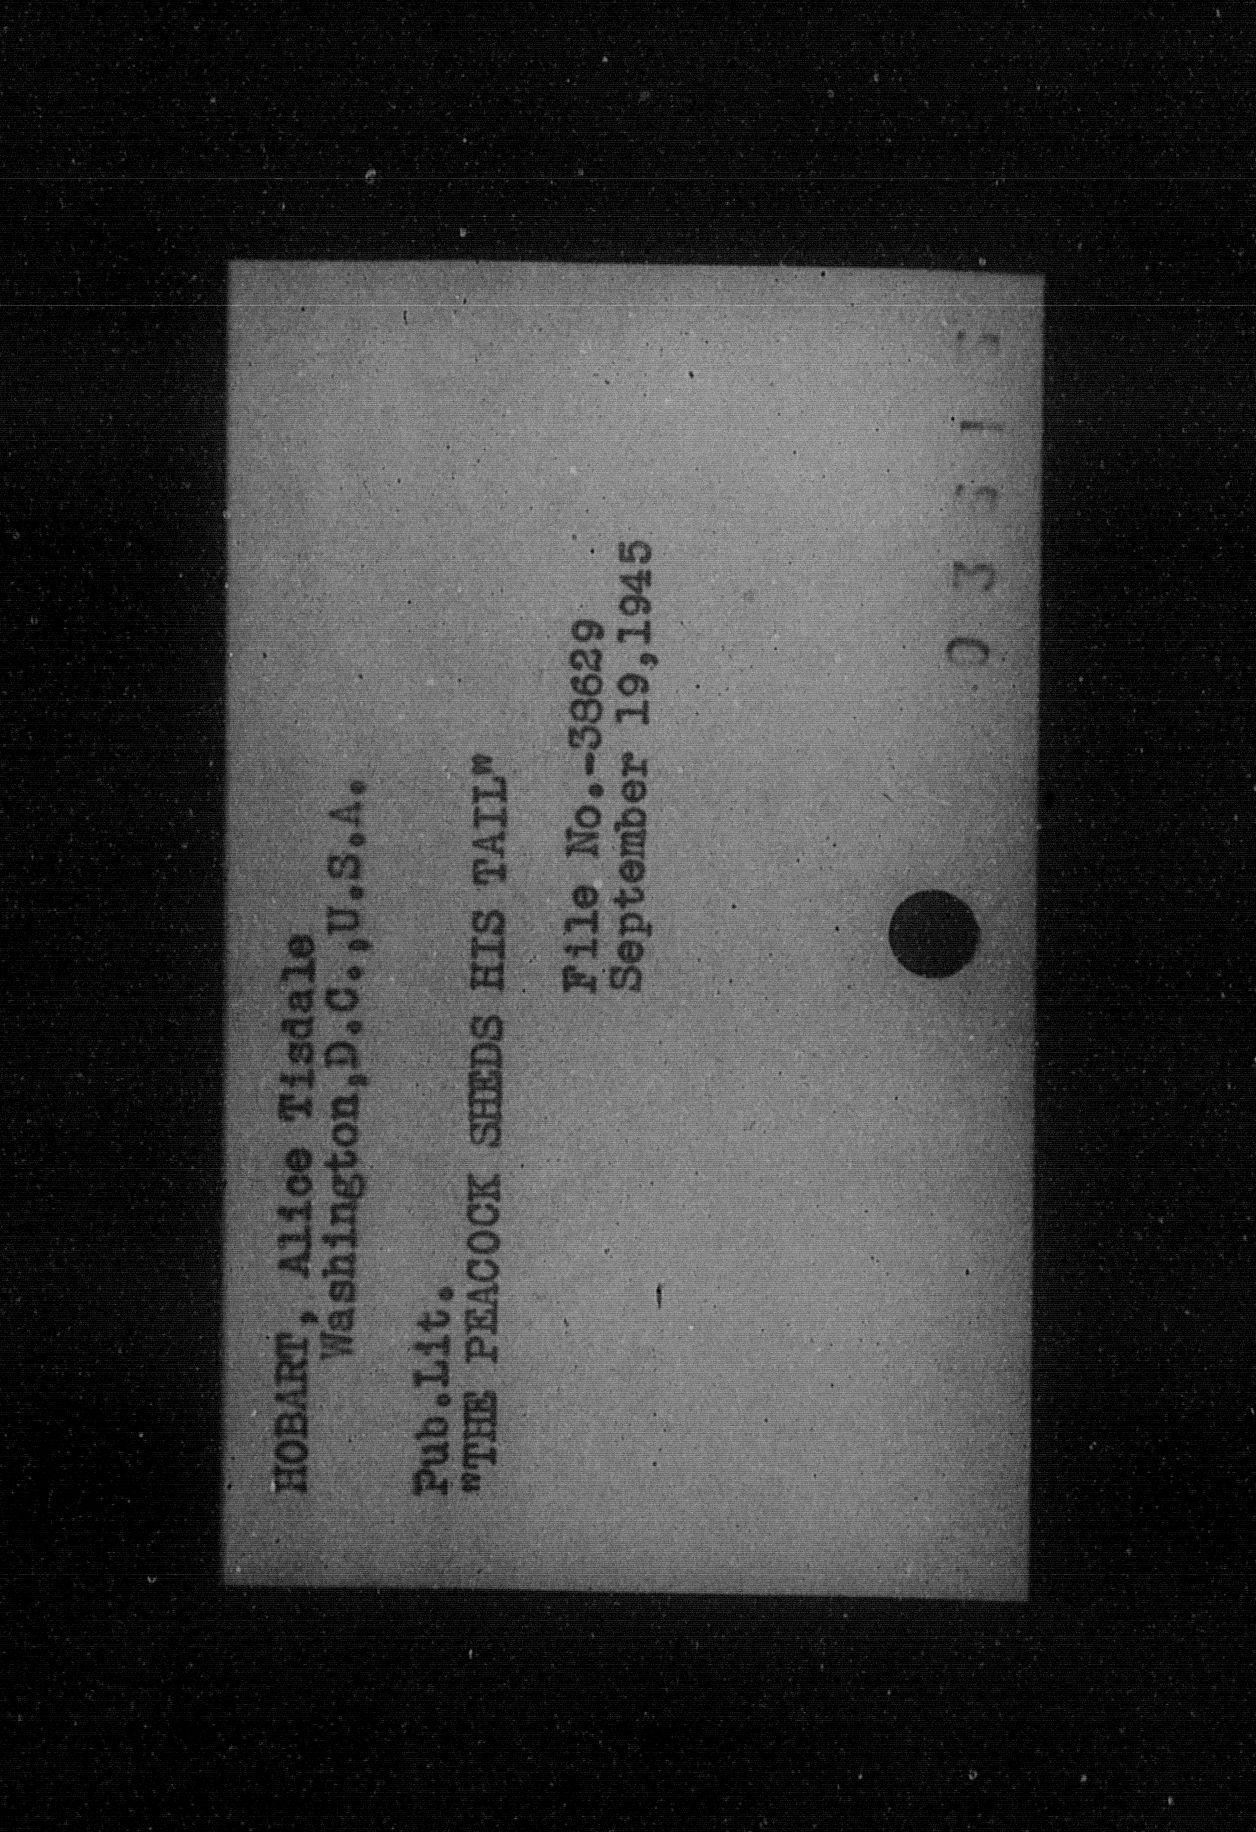 HOBART, Alice Tisdale
Washington,D.C.,U.S.A.
Pub.Lit.
"THE PEACOCK SHEDS HIS TAIL"
File No.-38629
September 19,1945